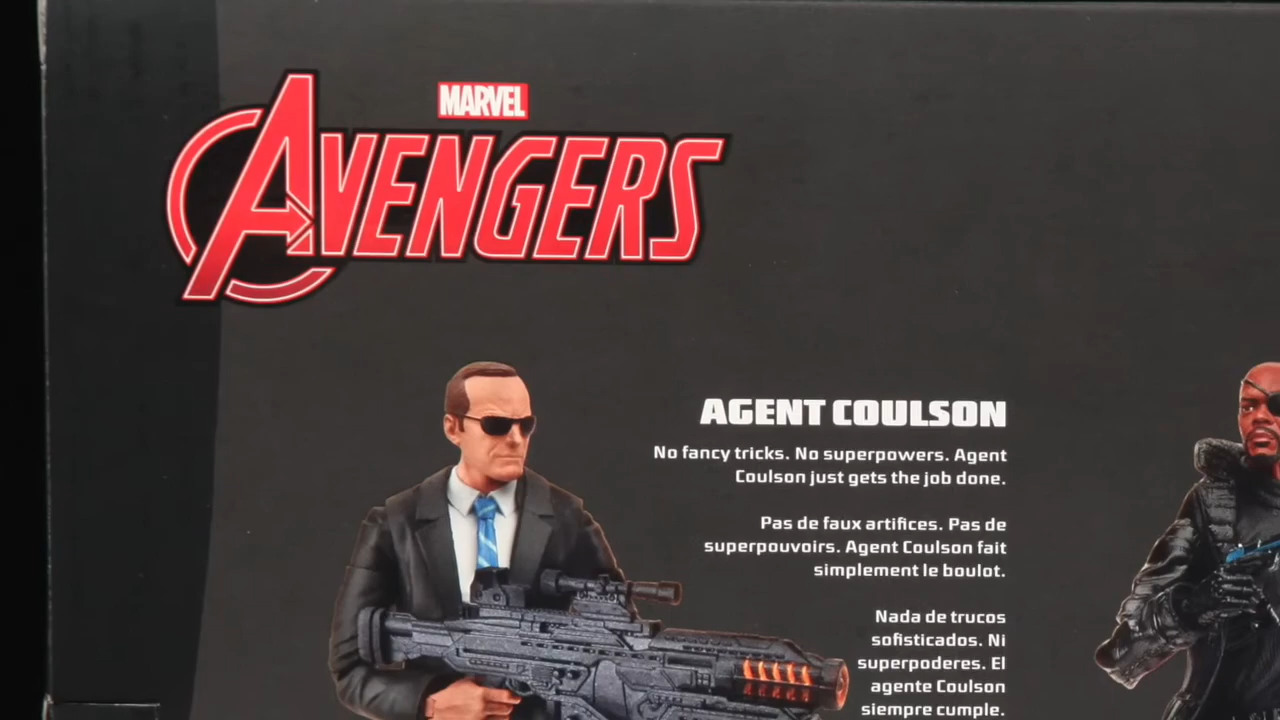 MARVEL
AVENGERS
AGENT COULSON
No fancy tricks. No superpowers. Agent
Coulson just gets the job done.
Pas de faux artifices. Pas de
superpouvoirs. Agent Coulson fait
simplement le boulot.
Nada de trucos
sofisticados. Ni
superpoderes. El
agente Coulson
siempre cumple.